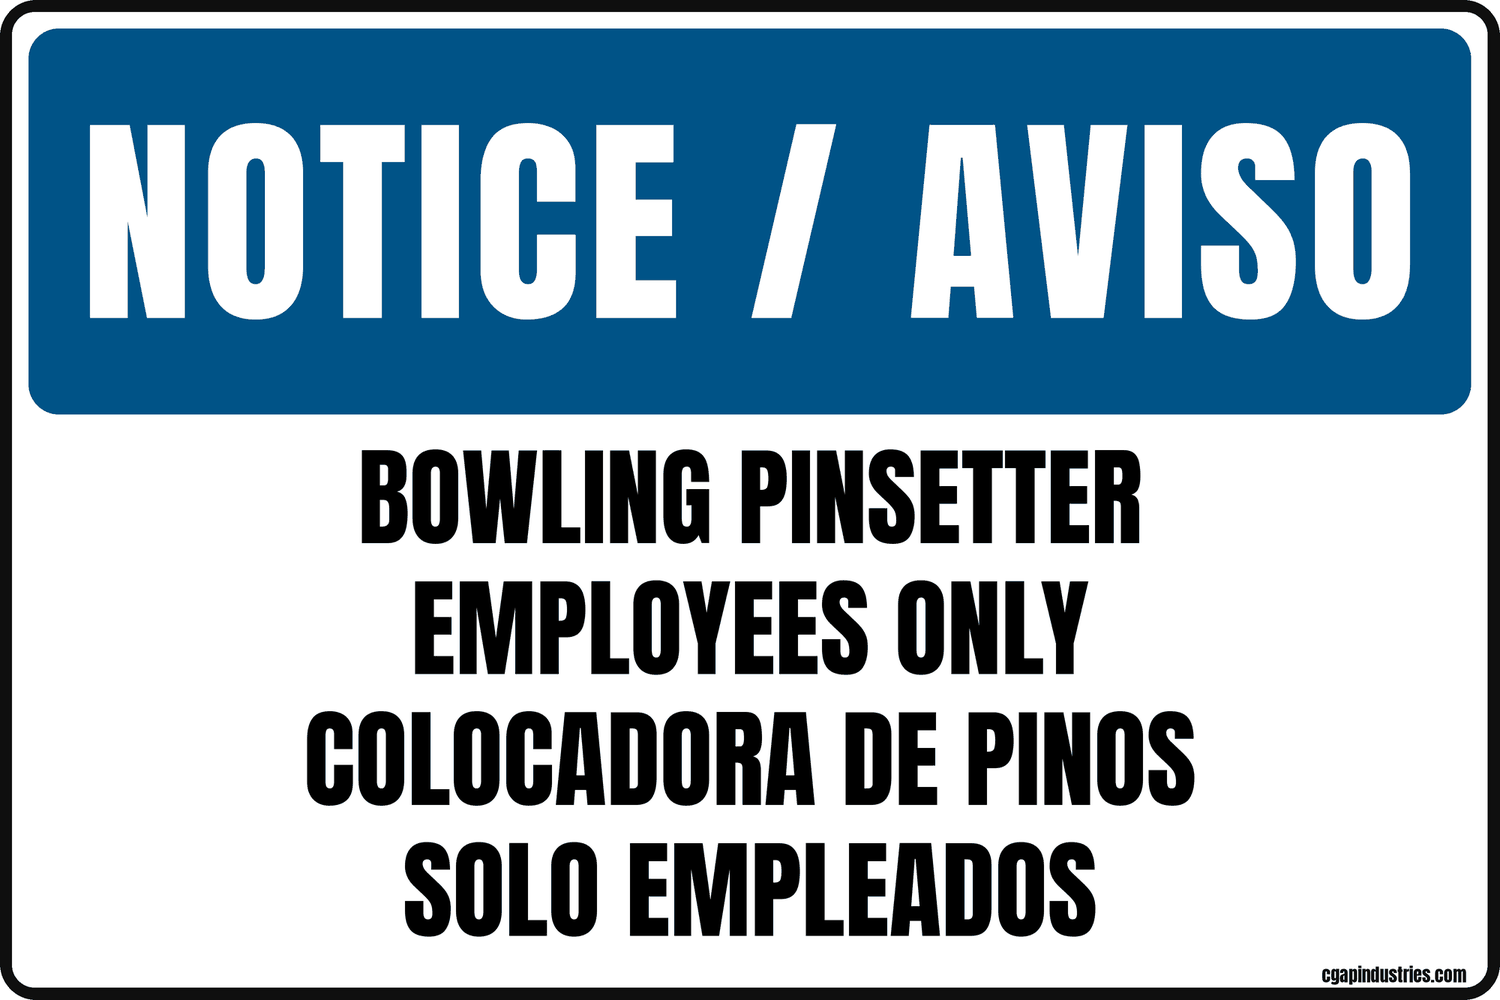 NOTICE / AVISO
BOWLING PINSETTER
EMPLOYEES ONLY
COLOCADORA DE PINOS
SOLO EMPLEADOS
cgapindustries.com